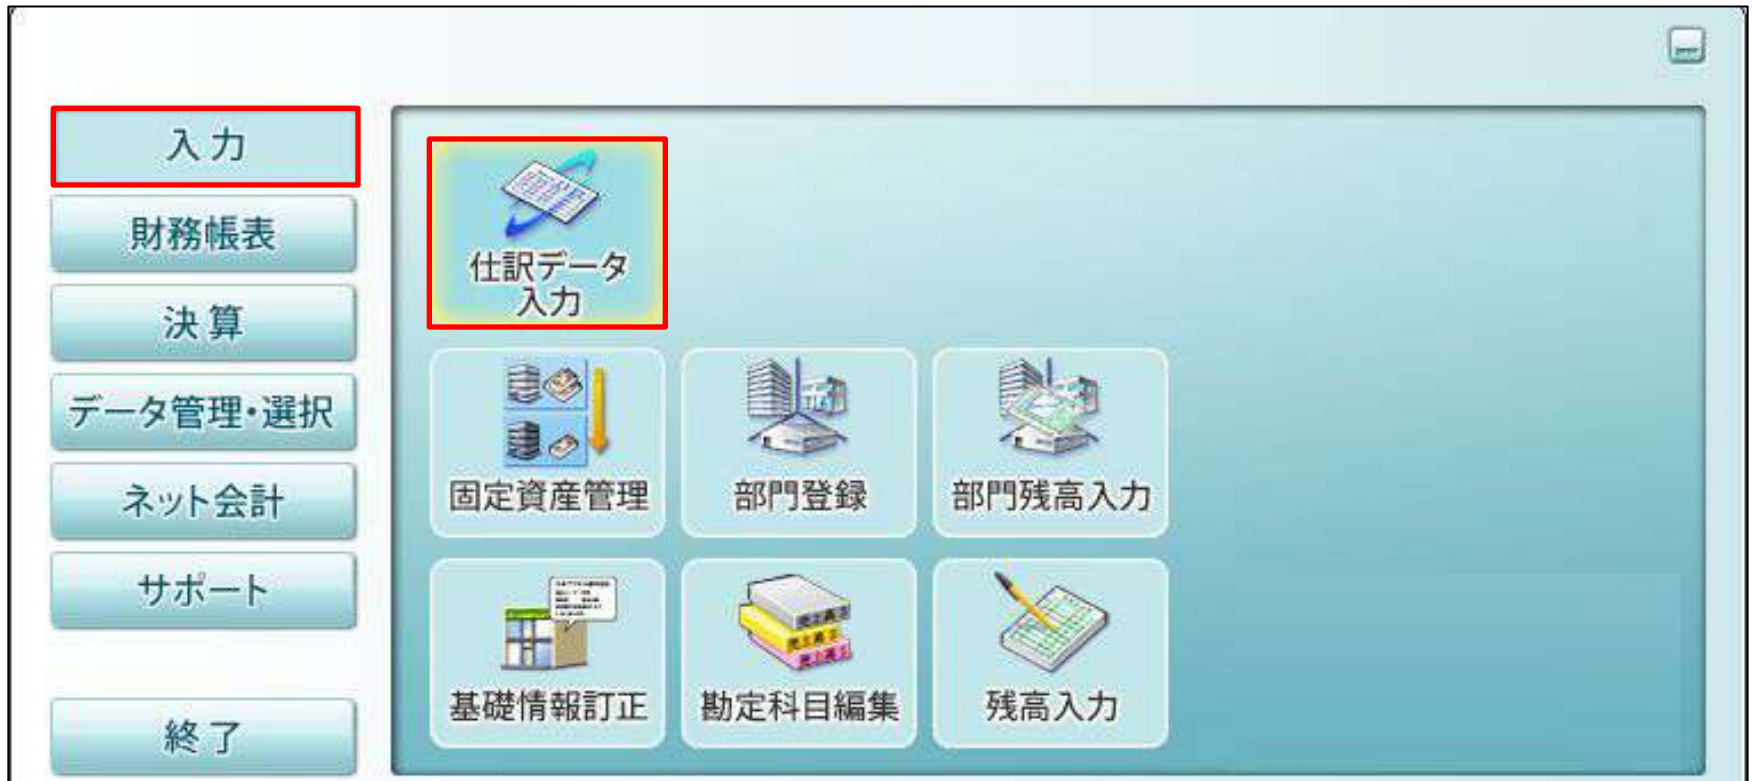 入力
財務帳表
決算
データ管理・選択
ネット会計
サポート
終了
仕訳データ
入力
固定資産管理
部門登録
部門残高入力
基礎情報訂正
勘定科目編集
残高入力